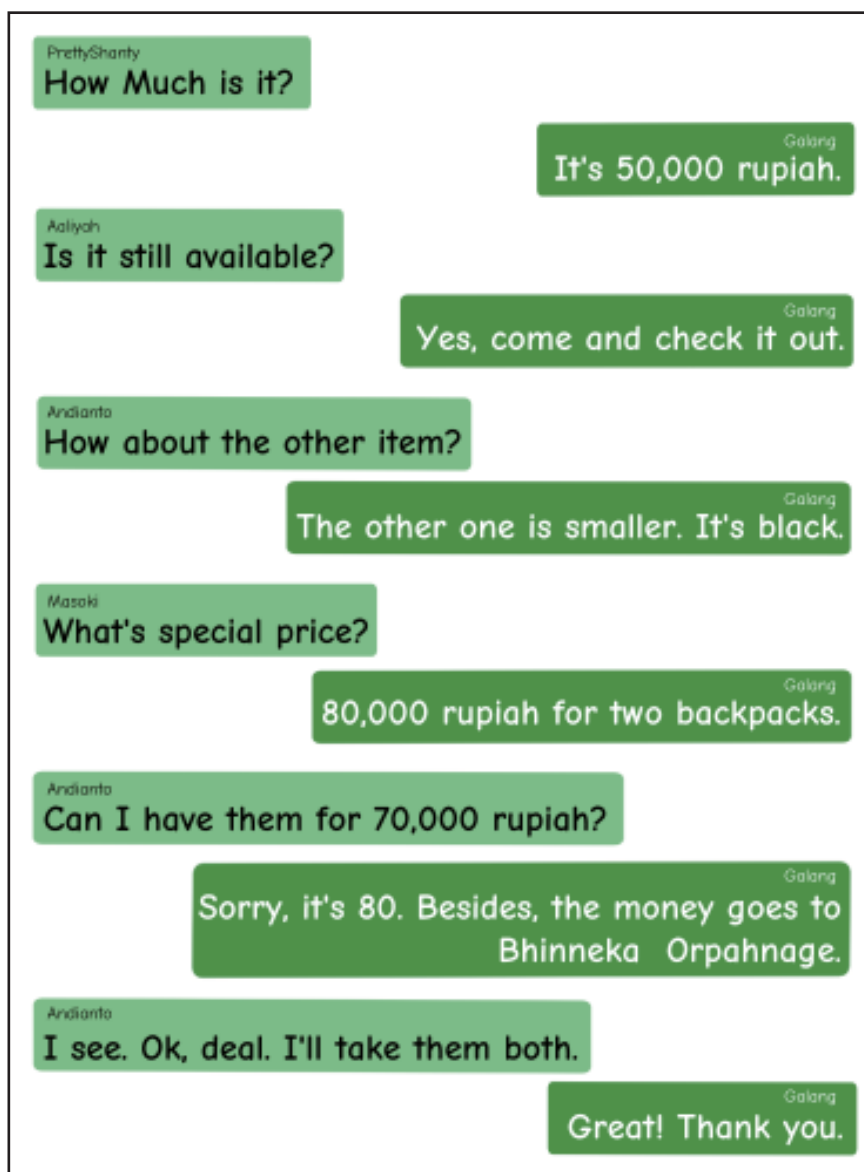 PrettyShanty
How Much is it?
Galang
It's 50,000 rupiah.
Aaliyah
Is it still available?
Galang
Yes, come and check it out.
Andianto
How about the other item?
Galang
The other one is smaller. It's black.
Masoki
What's special price?
Galang
80,000 rupiah for two backpacks.
Andianto
Can I have them for 70,000 rupiah?
Galang
Sorry, it's 80. Besides, the money goes to
Bhinneka Orpahnage.
Andianto
I see. Ok, deal. I'll take them both.
Galang
Great! Thank you.